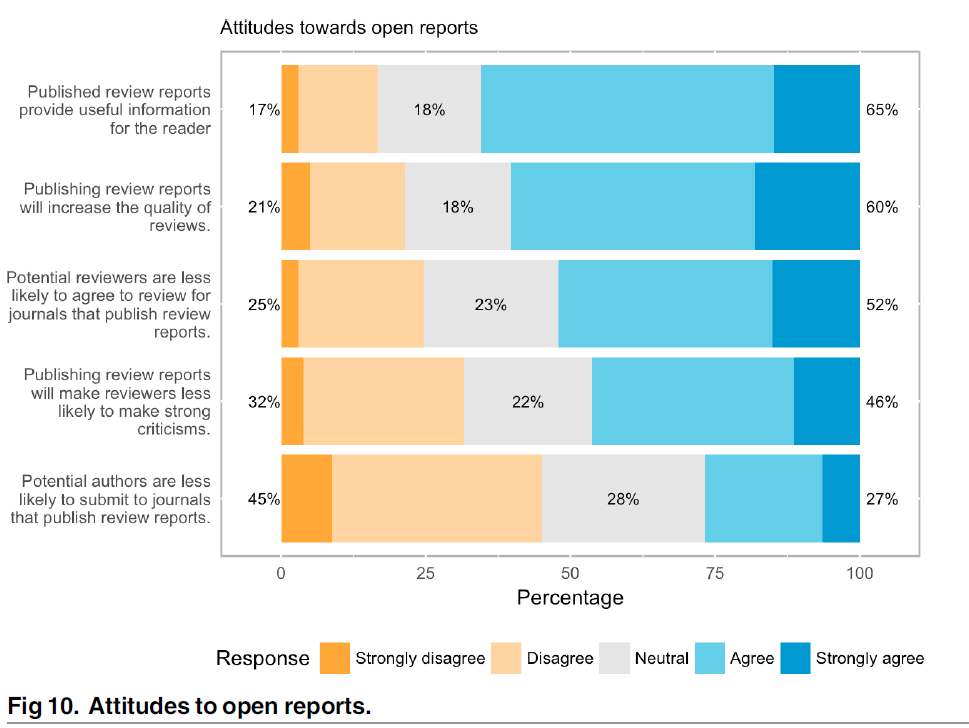 Attitudes towards open reports
Published review reports
provide useful information
for the reader
17%
18%
65%
Publishing review reports
will increase the quality of
reviews.
21%
18%
60%
Potential reviewers are less
likely to agree to review for
journals that publish review
reports.
25%
23%
52%
Publishing review reports
will make reviewers less
likely to make strong
criticisms.
32%
22%
46%
Potential authors are less
likely to submit to journals
that publish review reports.
45%
28%
27%
0 25 50 75 100
Percentage
Response Strongly disagree Disagree Neutral Agree Strongly agree
Fig 10. Attitudes to open reports.